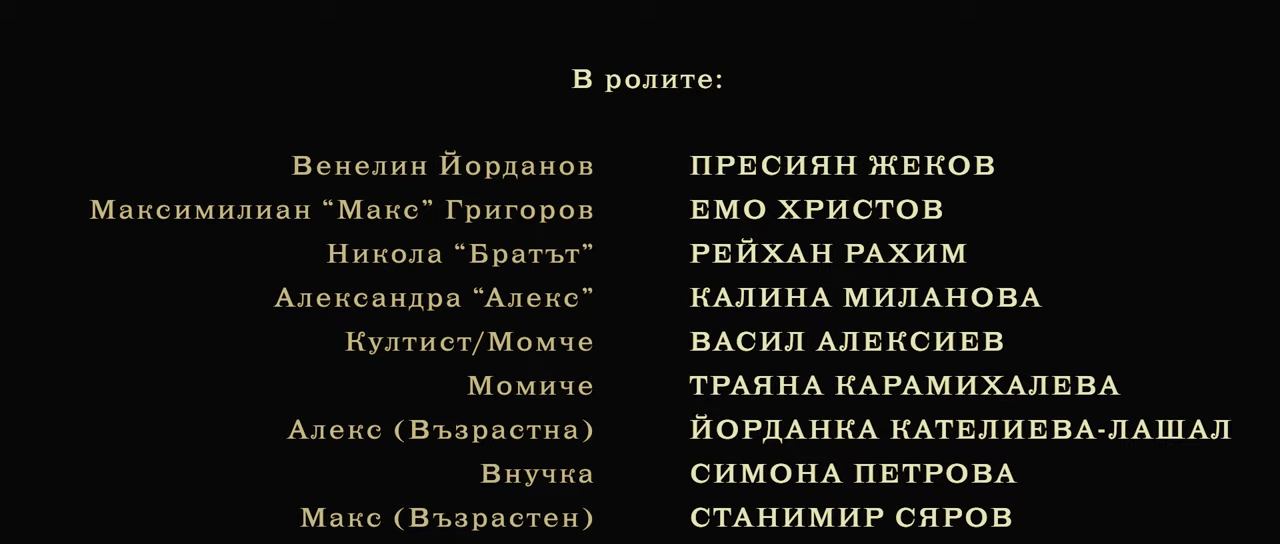 В ролите:
Венелин Йорданов ПРЕСИЯН ЖЕКОВ
Максимилиан “Макс” Григоров ЕМО ХРИСТОВ
Никола “Братът” РЕЙХАН РАХИМ
Александра “Алекс” КАЛИНА МИЛАНОВА
Култист/Момче ВАСИЛ АЛЕКСИЕВ
Момиче ТРАЯНА КАРАМИХАЛЕВА
Алекс (Възрастна) ЙОРДАНКА КАТЕЛИЕВА-ЛАШАЛ
Внучка СИМОНА ПЕТРОВА
Макс (Възрастен) СТАНИМИР СЯРОВ